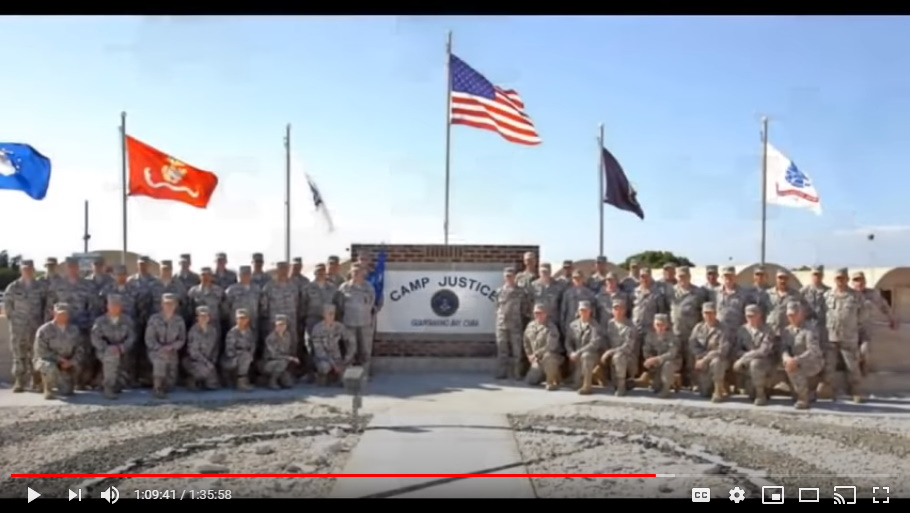 CAMP JUSTICE
GUANTANAMO BAY, CUBA
1:09:41 / 1:35:58
CC